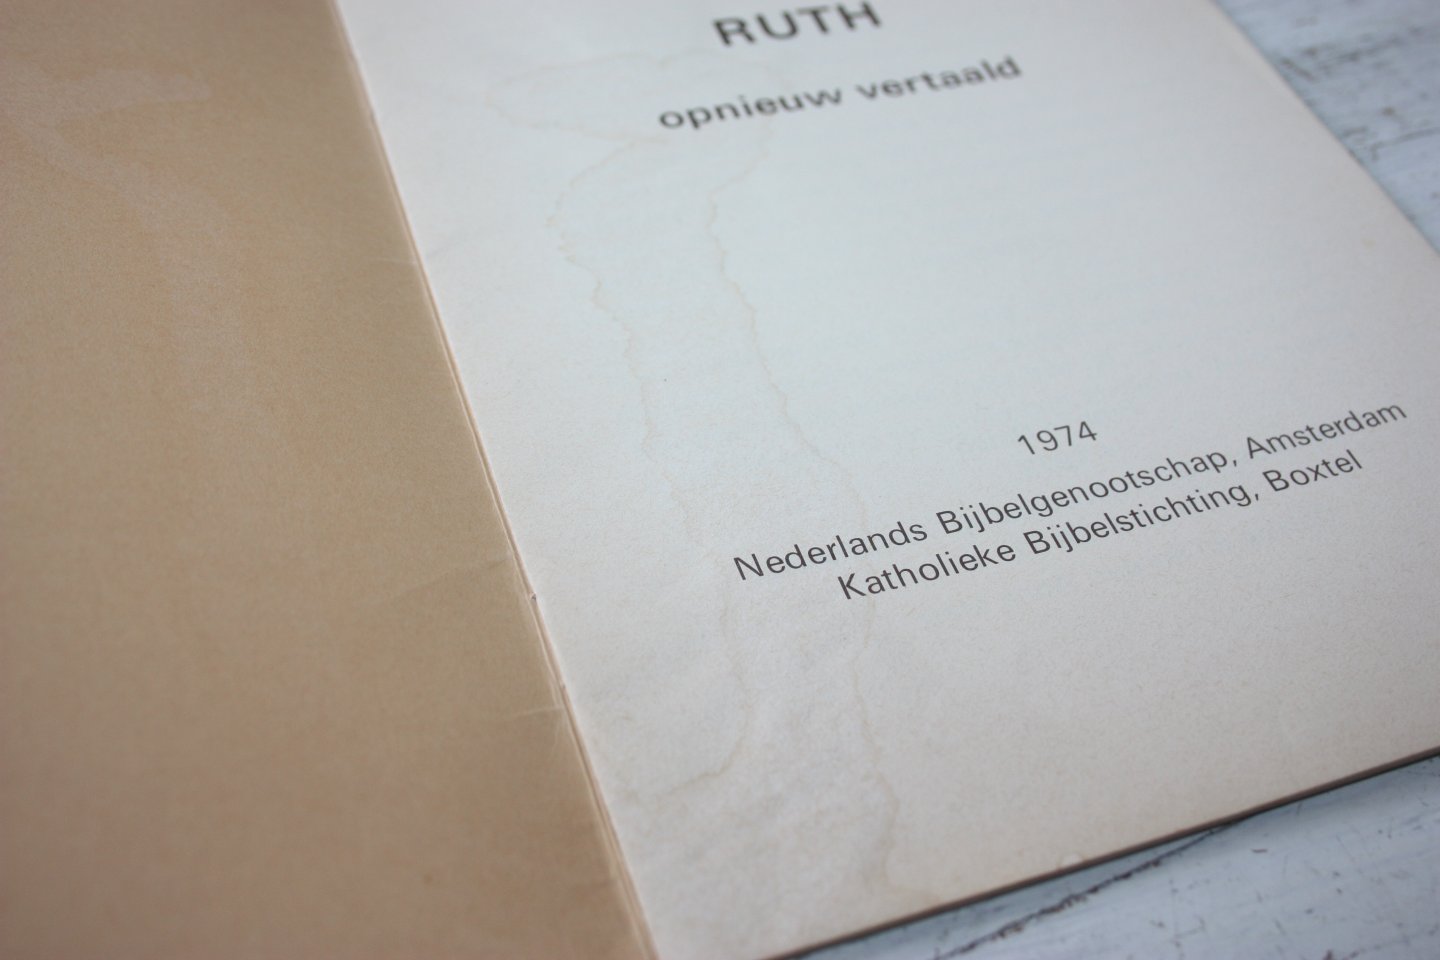 RUTH
opnieuw vertaald
1974
Nederlands Bijbelgenootschap, Amsterdam
Katholieke Bijbelstichting, Boxtel